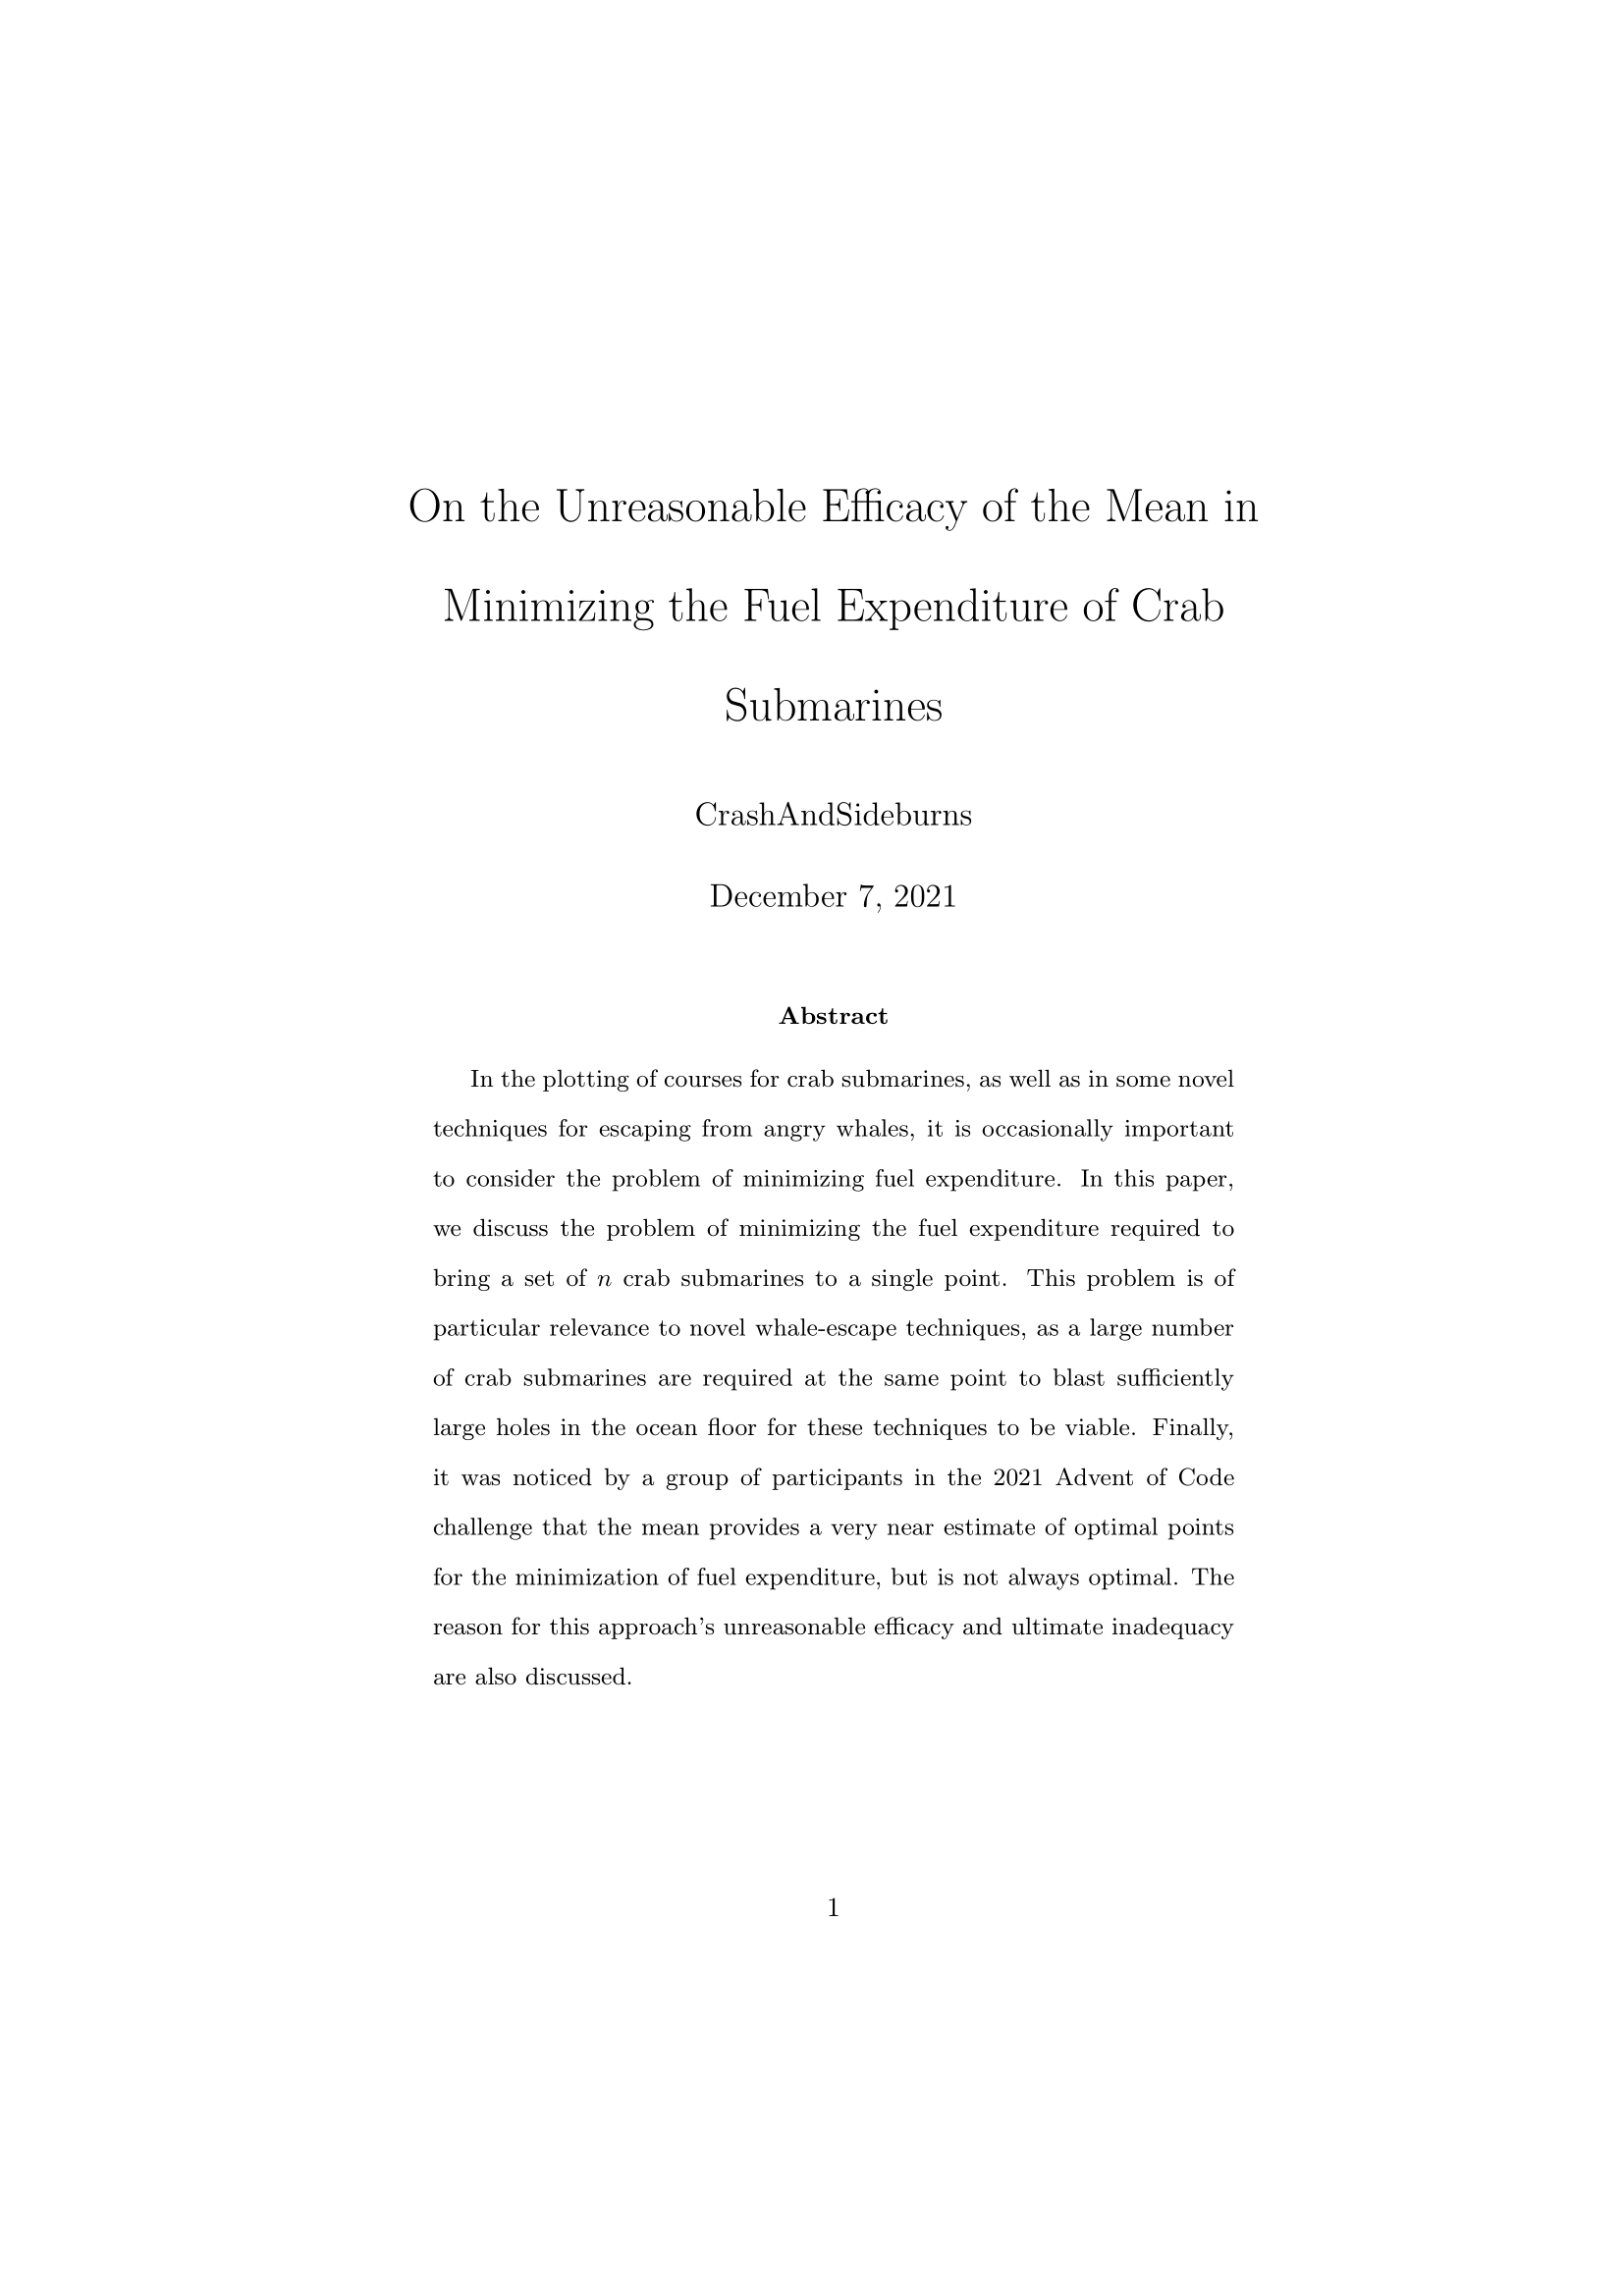 On the Unreasonable Efficacy of the Mean in
Minimizing the Fuel Expenditure of Crab
Submarines
CrashAndSideburns
December 7, 2021
Abstract
In the plotting of courses for crab submarines, as well as in some novel
techniques for escaping from angry whales, it is occasionally important
to consider the problem of minimizing fuel expenditure. In this paper,
we discuss the problem of minimizing the fuel expenditure required to
bring a set of n crab submarines to a single point. This problem is of
particular relevance to novel whale-escape techniques, as a large number
of crab submarines are required at the same point to blast sufficiently
large holes in the ocean floor for these techniques to be viable. Finally,
it was noticed by a group of participants in the 2021 Advent of Code
challenge that the mean provides a very near estimate of optimal points
for the minimization of fuel expenditure, but is not always optimal. The
reason for this approach's unreasonable efficacy and ultimate inadequacy
are also discussed.
1